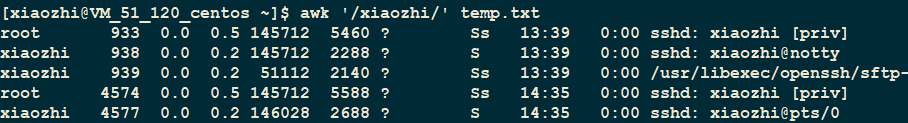 [xiaozhi@VM_51_120_centos ~]$ awk '/xiaozhi/' temp.txt
root       933  0.0  0.5 145712  5460 ?        Ss   13:39   0:00 sshd: xiaozhi [priv]
xiaozhi    938  0.0  0.2 145712  2288 ?        S    13:39   0:00 sshd: xiaozhi@notty
xiaozhi    939  0.0  0.2  51112  2140 ?        Ss   13:39   0:00 /usr/libexec/openssh/sftp-
root      4574  0.0  0.5 145712  5588 ?        Ss   14:35   0:00 sshd: xiaozhi [priv]
xiaozhi   4577  0.0  0.2 146028  2688 ?        S    14:35   0:00 sshd: xiaozhi@pts/0